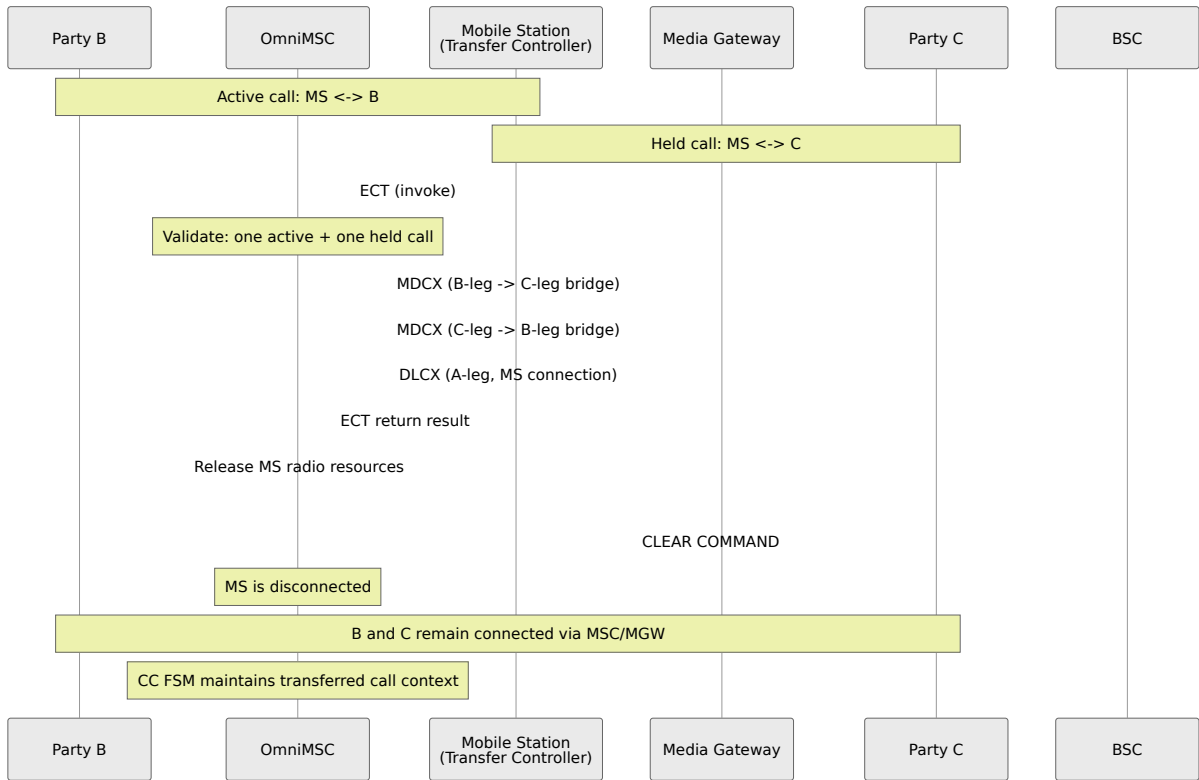 Party B
OmniMSC
Mobile Station
(Transfer Controller)
Media Gateway
Party C
BSC
Active call: MS <-> B
Held call: MS <-> C
ECT (invoke)
Validate: one active + one held call
MDCX (B-leg -> C-leg bridge)
MDCX (C-leg -> B-leg bridge)
DLCX (A-leg, MS connection)
ECT return result
Release MS radio resources
CLEAR COMMAND
MS is disconnected
B and C remain connected via MSC/MGW
CC FSM maintains transferred call context
Party B
OmniMSC
Mobile Station
(Transfer Controller)
Media Gateway
Party C
BSC